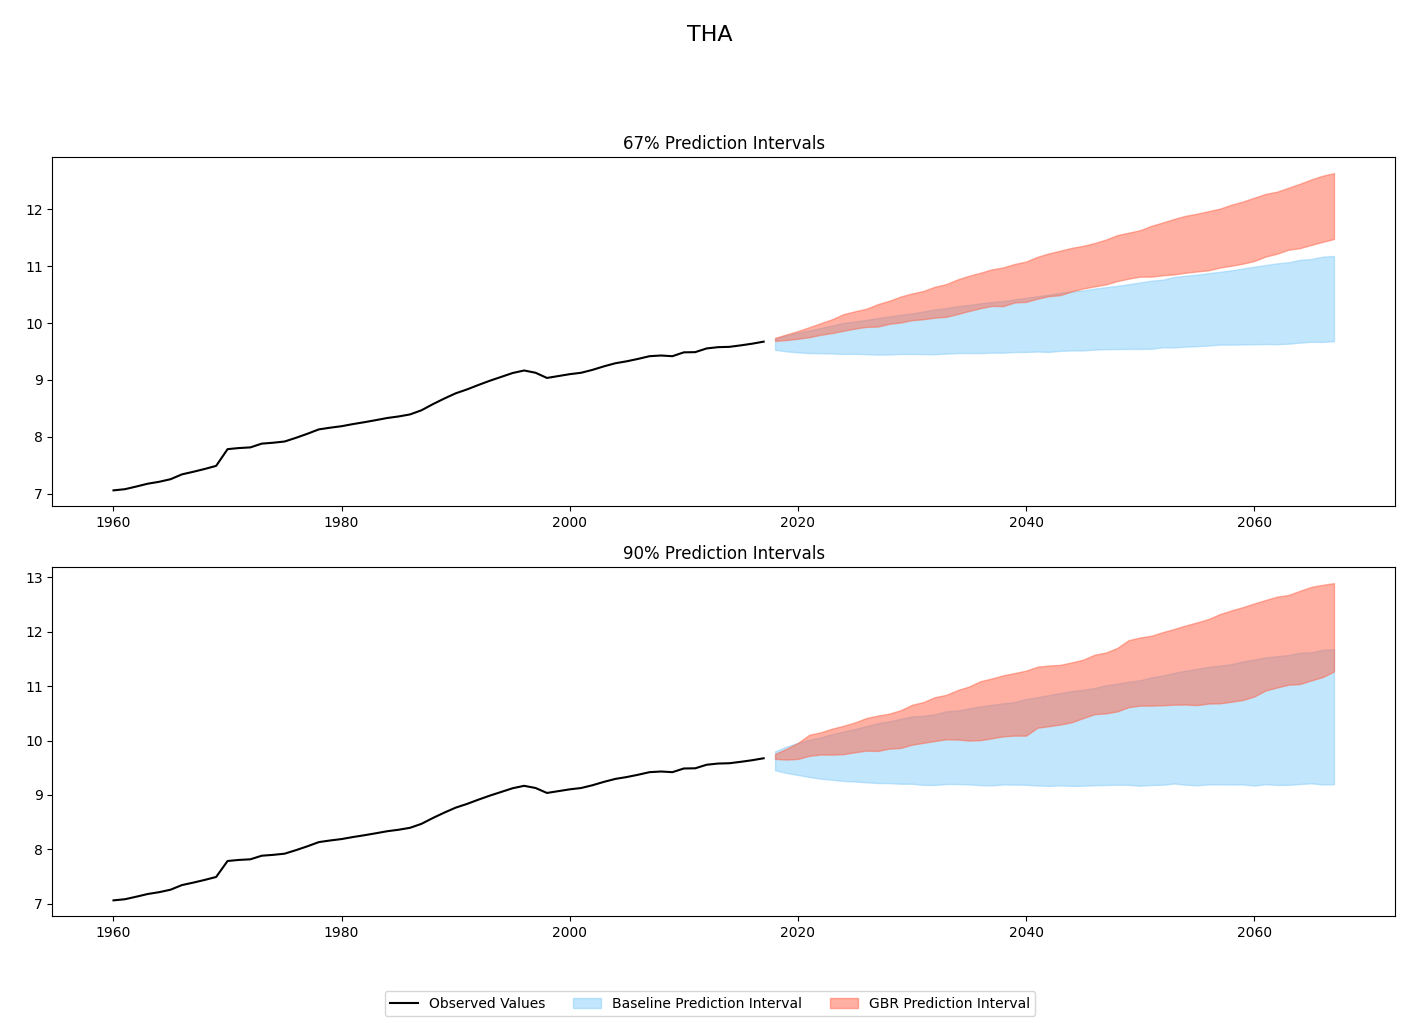 THA
67% Prediction Intervals
12
11
10
9
8
7
1960 1980 2000 2020 2040 2060
90% Prediction Intervals
13
12
11
10
9
8
7
1960 1980 2000 2020 2040 2060
Observed Values Baseline Prediction Interval GBR Prediction Interval